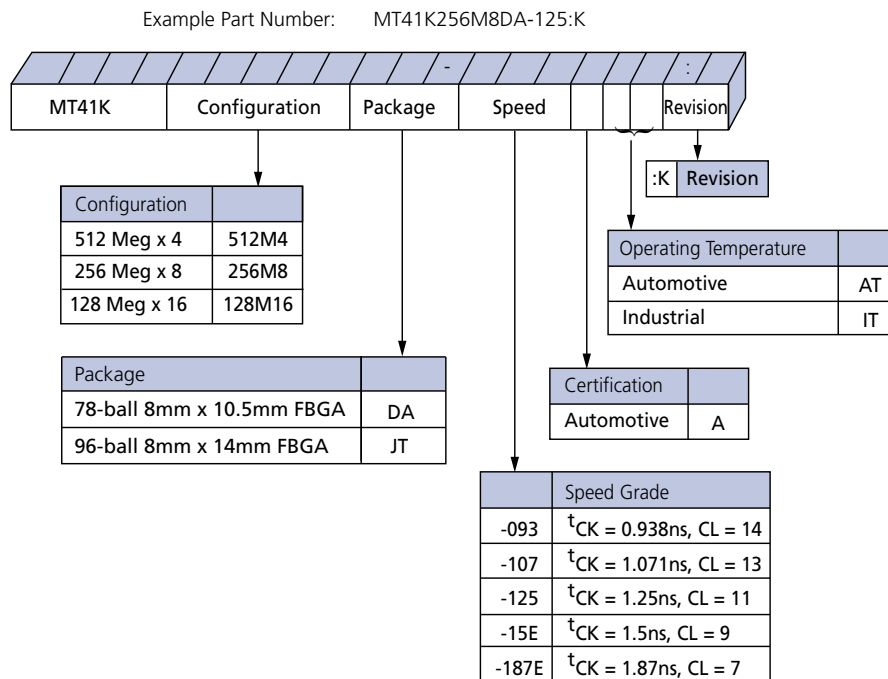 Example Part Number: MT41K256M8DA-125:K
- :
MT41K Configuration Package Speed Revision
:K Revision
Configuration
512 Meg x 4 512M4
256 Meg x 8 256M8
128 Meg x 16 128M16
Operating Temperature
Automotive AT
Industrial IT
Package
78-ball 8mm x 10.5mm FBGA DA
96-ball 8mm x 14mm FBGA JT
Certification
Automotive A
Speed Grade
-093 tCK = 0.938ns, CL = 14
-107 tCK = 1.071ns, CL = 13
-125 tCK = 1.25ns, CL = 11
-15E tCK = 1.5ns, CL = 9
-187E tCK = 1.87ns, CL = 7